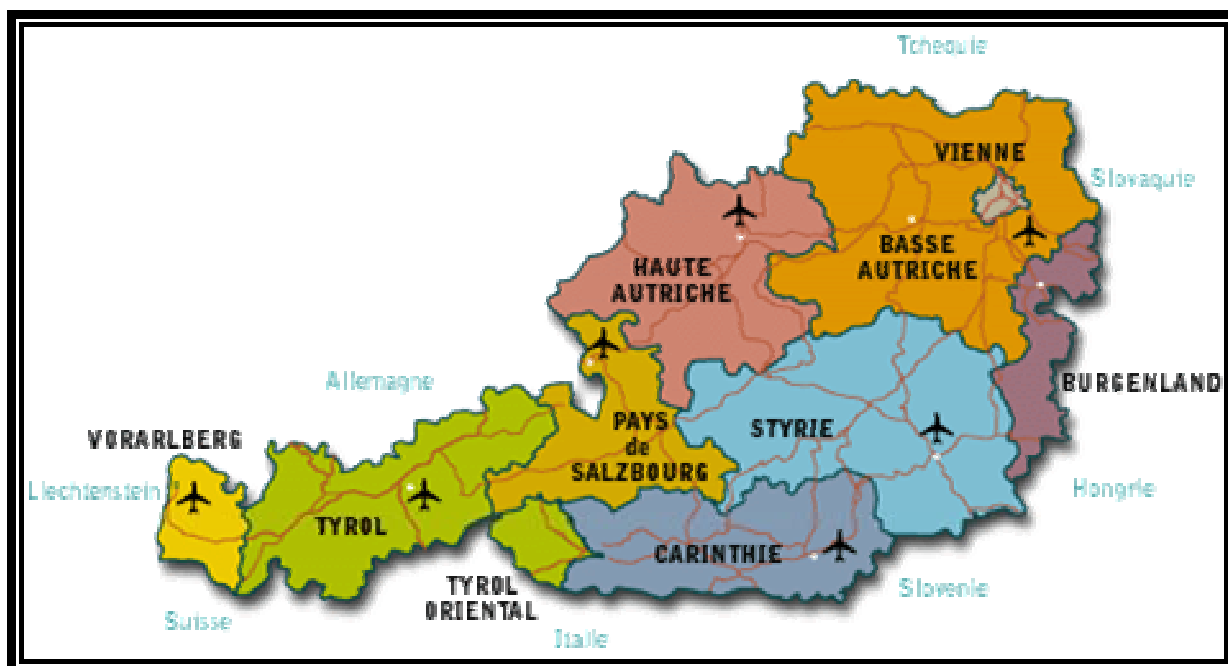 Tchequie
VIENNE
Slovaquie
BASSE
AUTRICHE
HAUTE
AUTRICHE
Allemagne
BURGENLAND
PAYS
de
SALZBOURG
STYRIE
VORARLBERG
Liechtenstein
Hongrie
TYROL
CARINTHIE
TYROL
ORIENTAL
Slovenie
Suisse
Italie